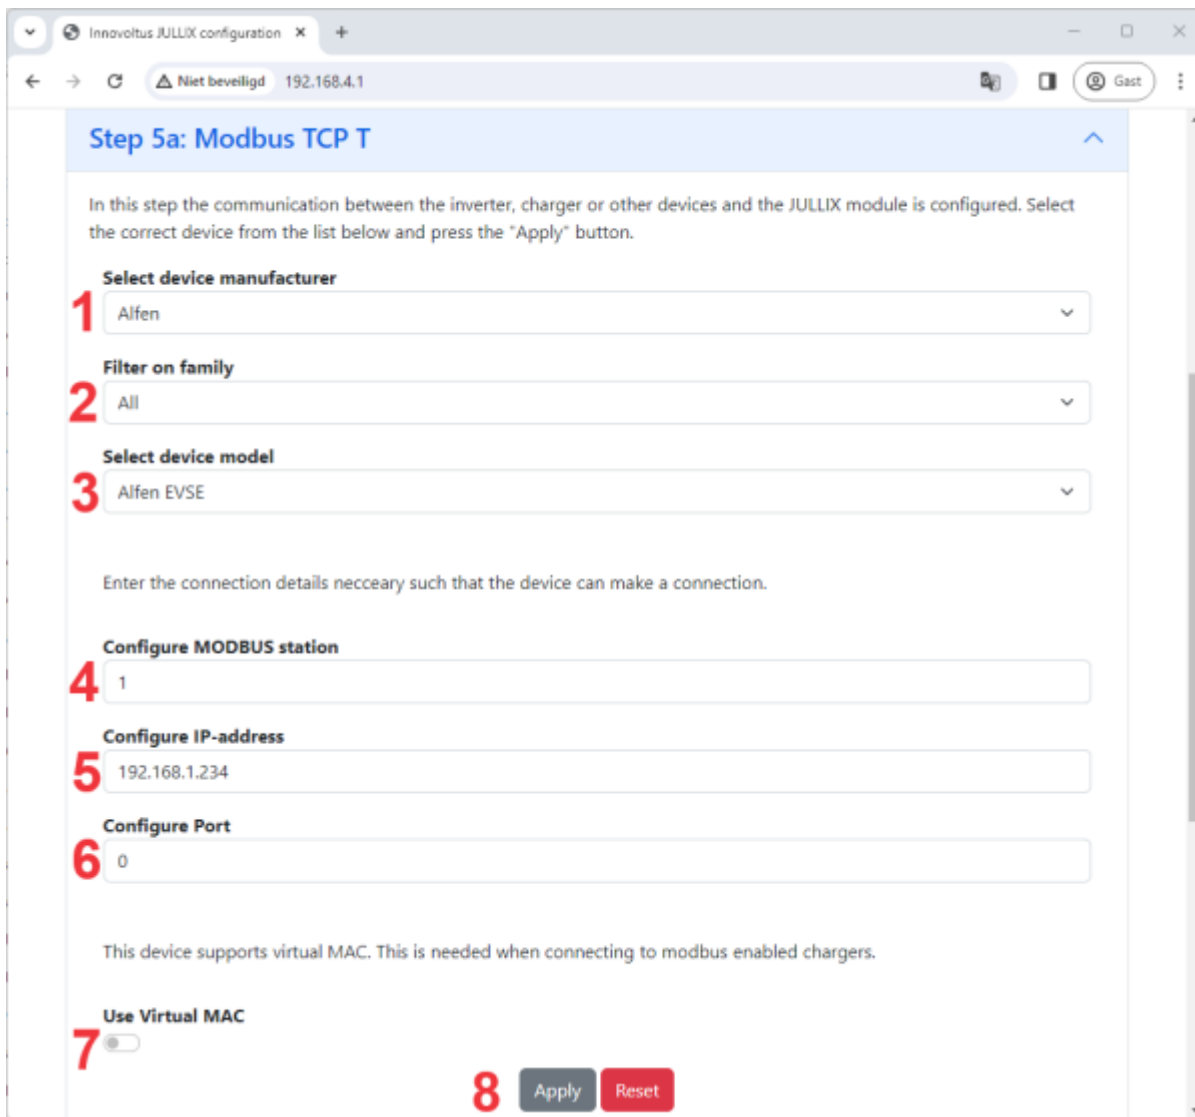 Innovoltus JULLIX configuration
Niet beveiligd 192.168.4.1 Gast
Step 5a: Modbus TCP T
In this step the communication between the inverter, charger or other devices and the JULLIX module is configured. Select
the correct device from the list below and press the "Apply" button.
Select device manufacturer
1 Alfen
Filter on family
2 All
Select device model
3 Alfen EVSE
Enter the connection details necceary such that the device can make a connection.
Configure MODBUS station
4 1
Configure IP-address
5 192.168.1.234
Configure Port
6 0
This device supports virtual MAC. This is needed when connecting to modbus enabled chargers.
Use Virtual MAC
7
8 Apply Reset